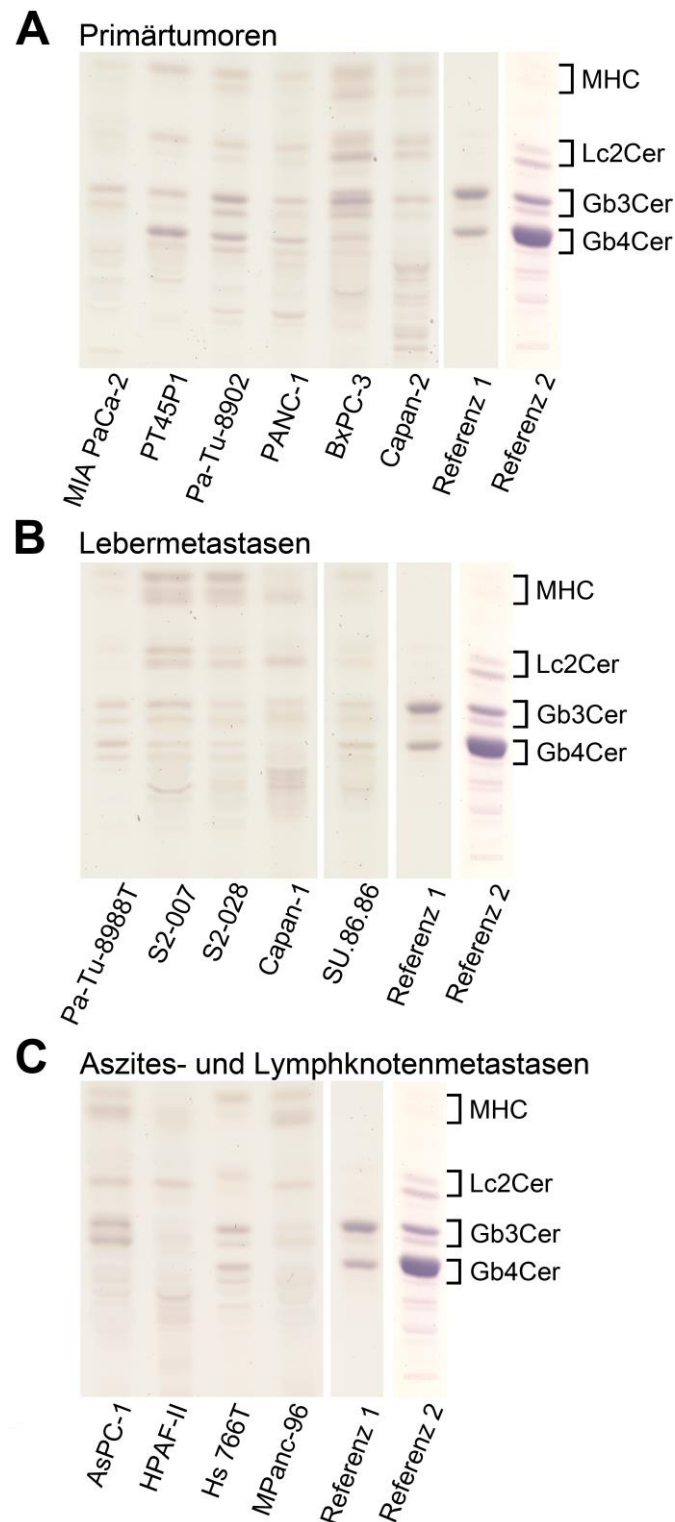 A Primärtumoren
MHC
Lc2Cer
Gb3Cer
Gb4Cer
MIA PaCa-2
PT45P1
Pa-Tu-8902
PANC-1
BxPC-3
Capan-2
Referenz 1
Referenz 2
B Lebermetastasen
MHC
Lc2Cer
Gb3Cer
Gb4Cer
Pa-Tu-8988T
S2-007
S2-028
Capan-1
SU.86.86
Referenz 1
Referenz 2
C Aszites- und Lymphknotenmetastasen
MHC
Lc2Cer
Gb3Cer
Gb4Cer
AsPC-1
HPAF-II
Hs 766T
MPanc-96
Referenz 1
Referenz 2